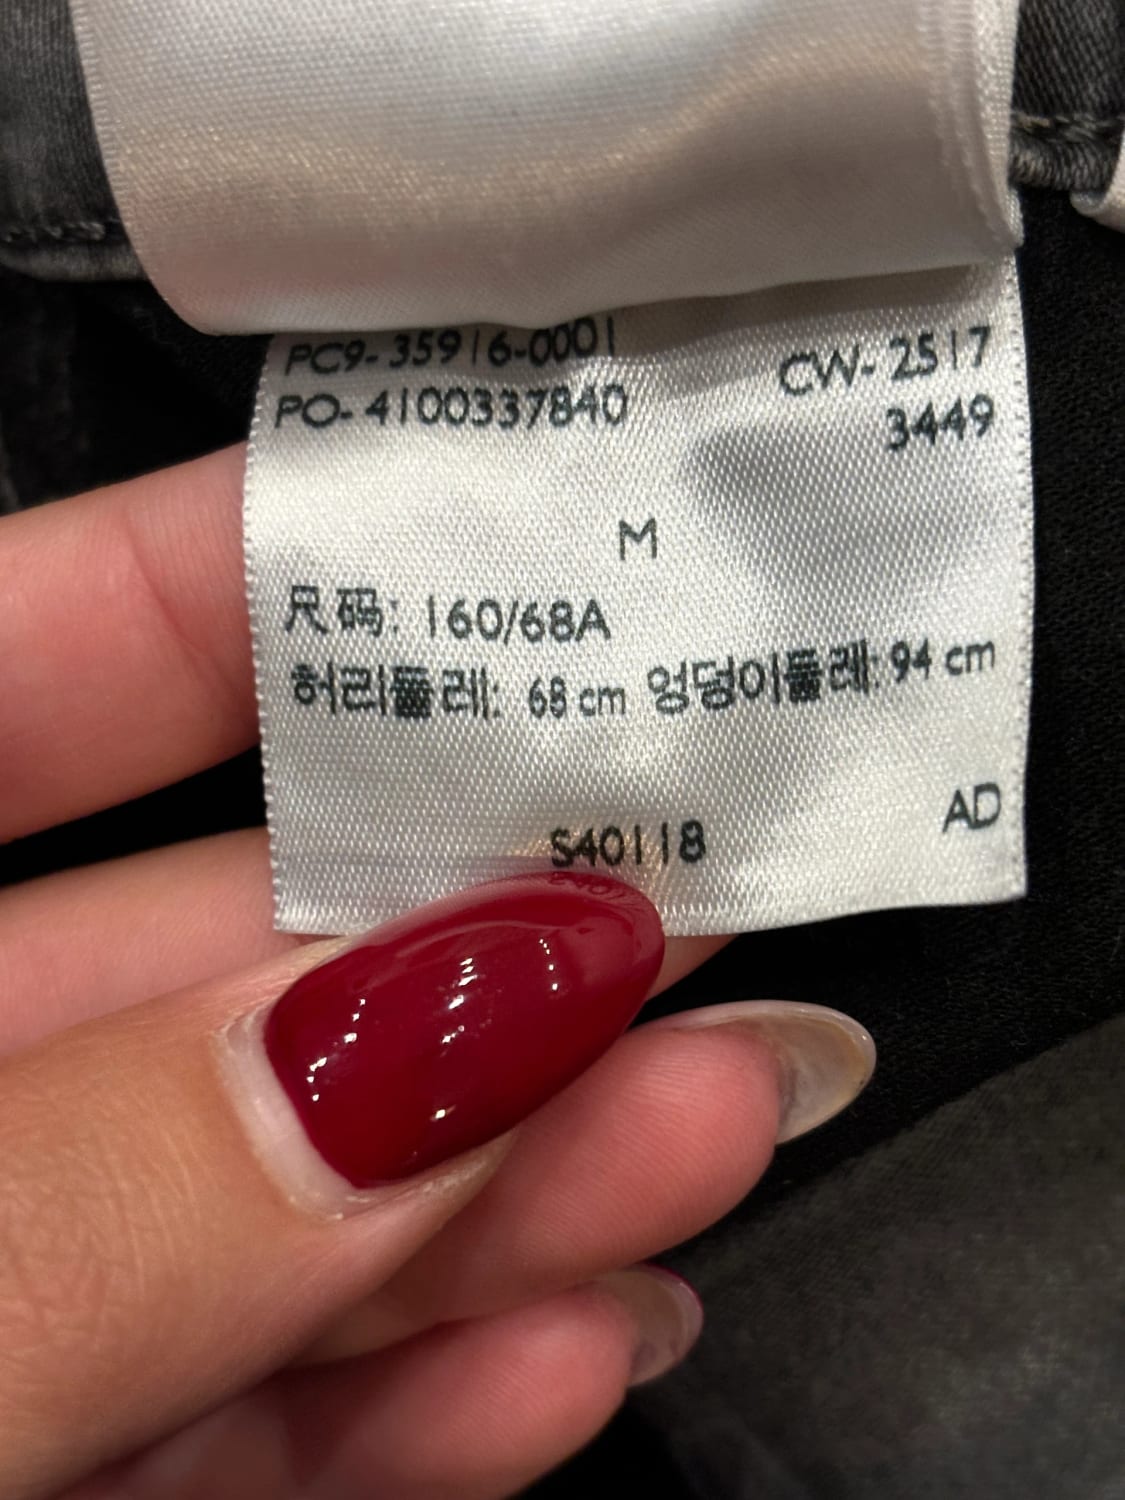 PC9-35916-0001
CW-2517
PO-4100337840
3449
M
尺码: 160/68A
허리둘레: 68 cm 엉덩이둘레: 94 cm
AD
S40118